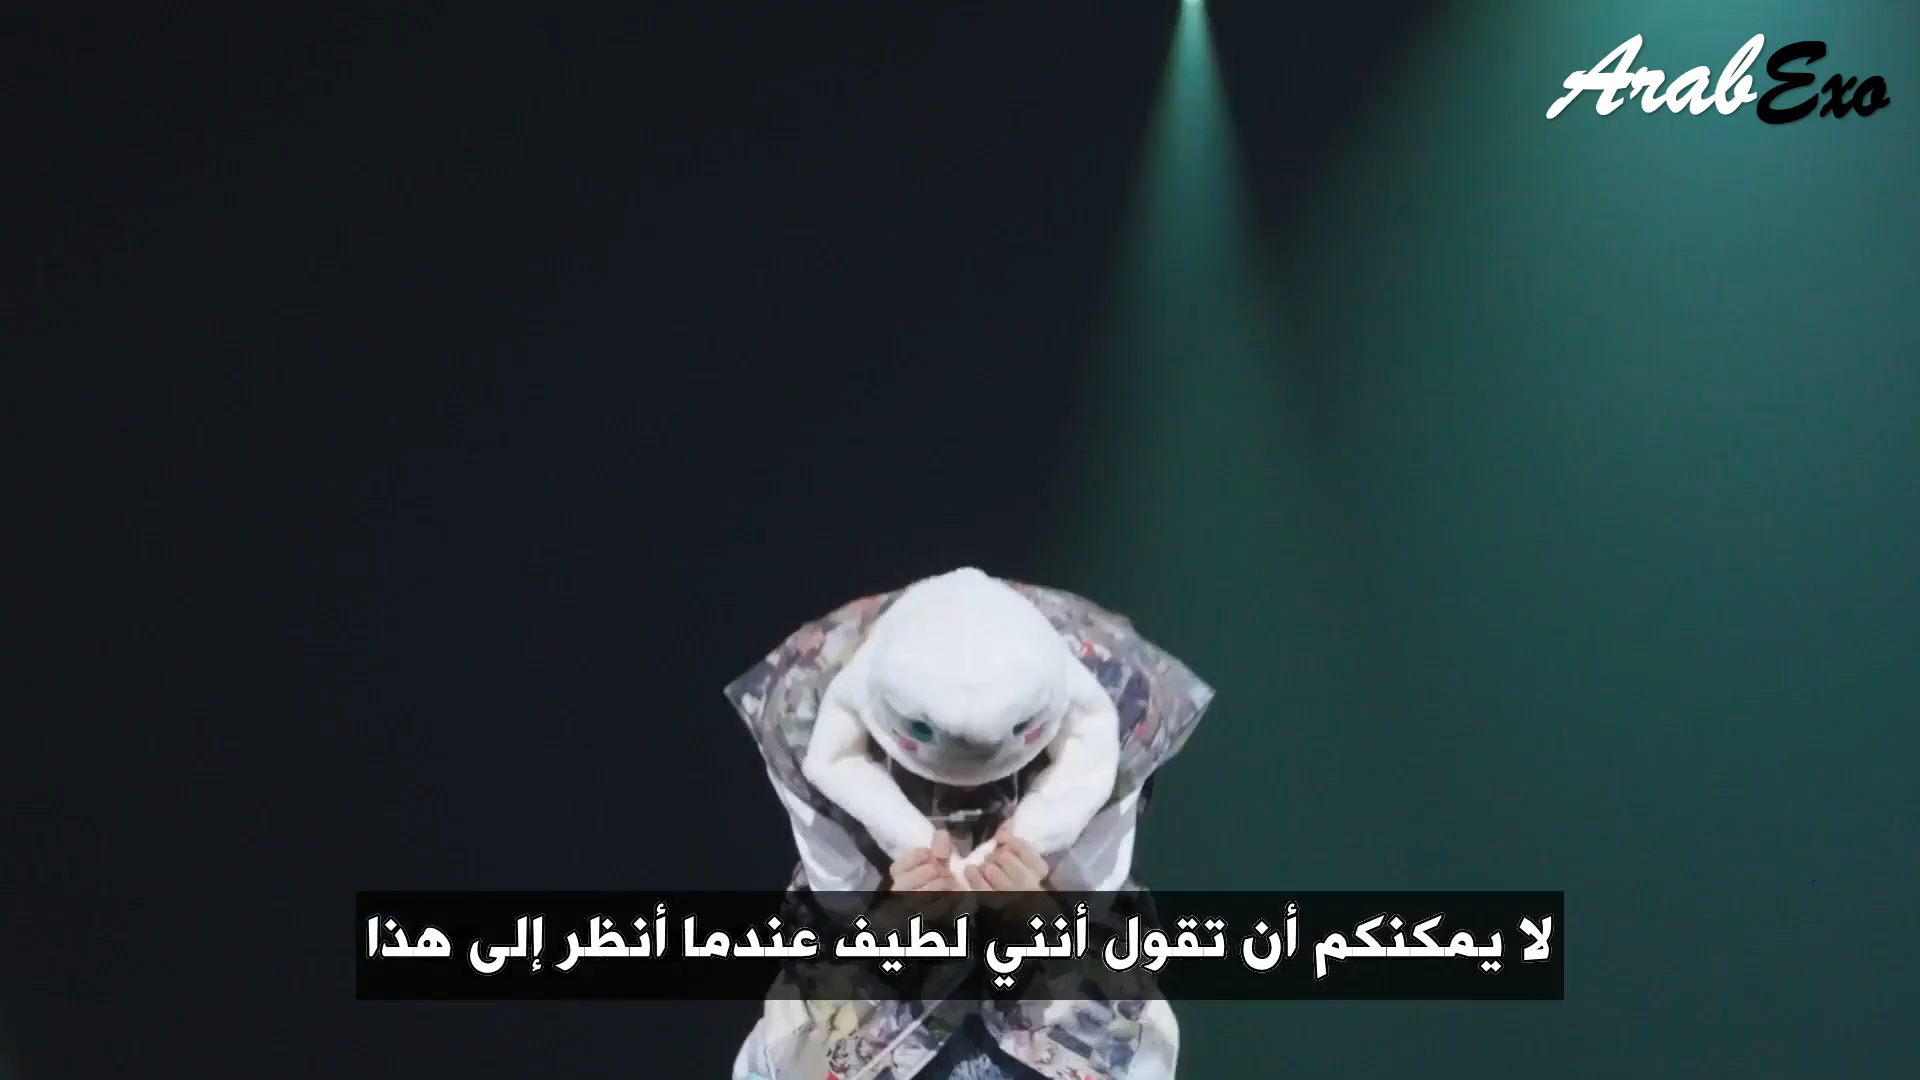 ArabExo
لا يمكنكم أن تقول أنني لطيف عندما أنظر إلى هذا